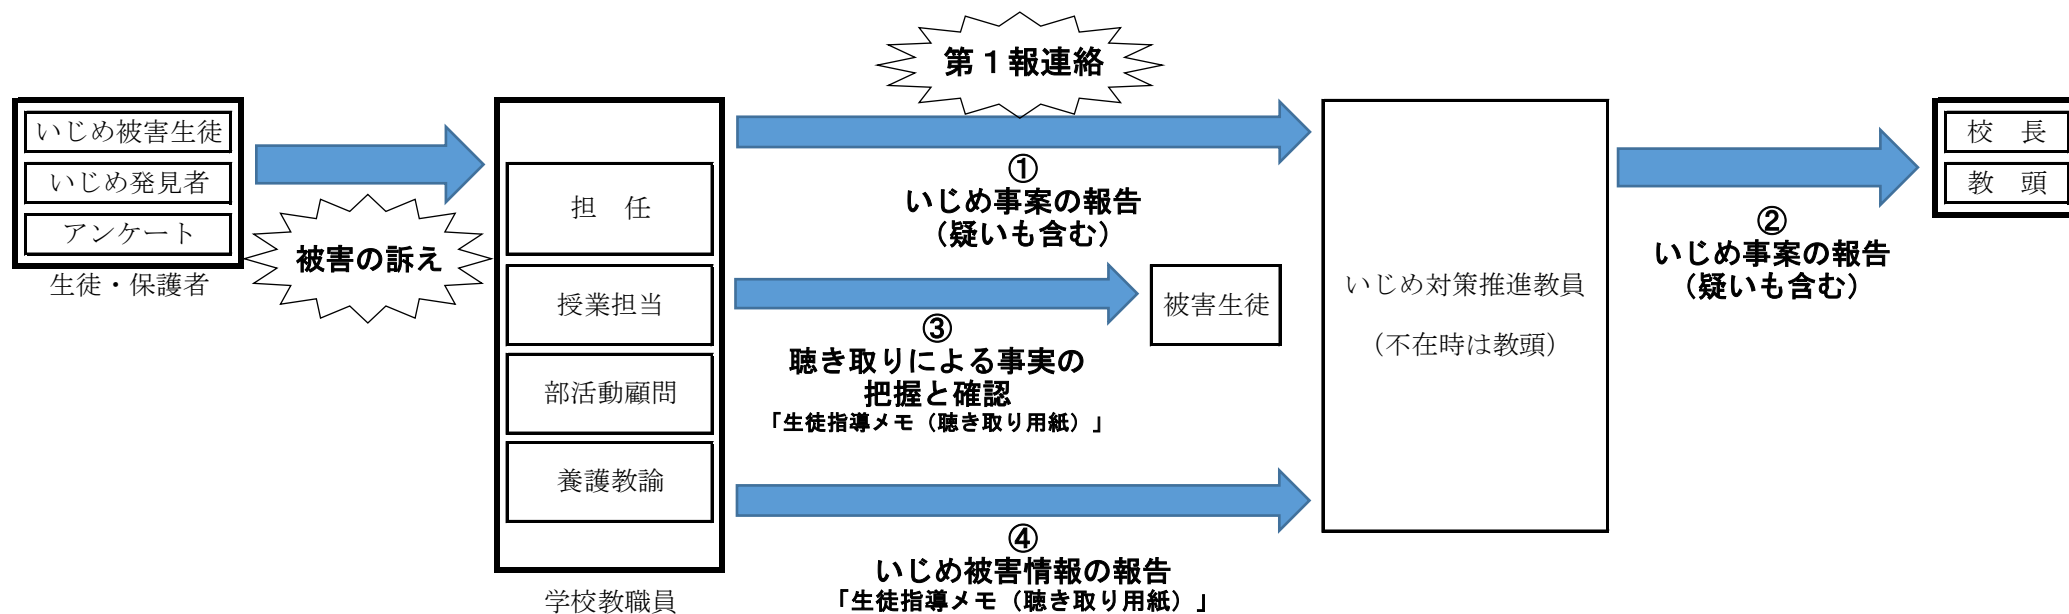 第１報連絡
いじめ被害生徒
いじめ発見者
アンケート
生徒・保護者
被害の訴え
担　任
授業担当
部活動顧問
養護教諭
学校教職員
①
いじめ事案の報告
（疑いも含む）
③
聴き取りによる事実の
把握と確認
「生徒指導メモ（聴き取り用紙）」
被害生徒
④
いじめ被害情報の報告
「生徒指導メモ（聴き取り用紙）」
いじめ対策推進教員
（不在時は教頭）
②
いじめ事案の報告
（疑いも含む）
校　長
教　頭